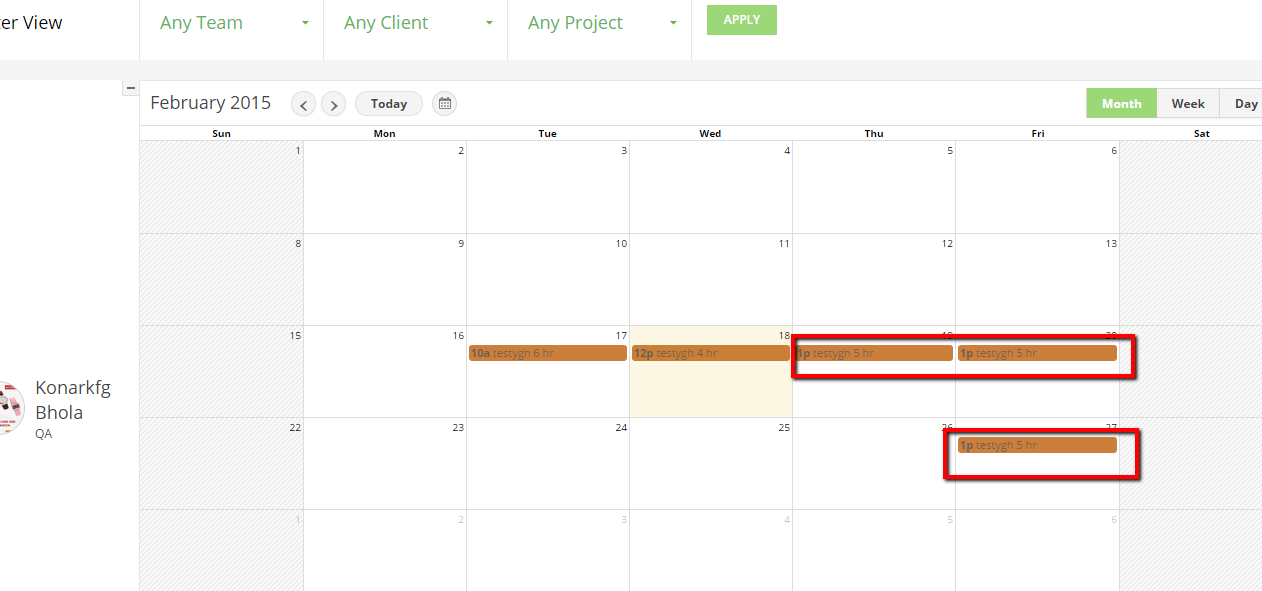 er View
Any Team
Any Client
Any Project
APPLY
February 2015
Today
Month
Week
Day
Sun Mon Tue Wed Thu Fri Sat
1 2 3 4 5 6
8 9 10 11 12 13
15 16 17 18 19 20
10a testygh 6 hr
12p testygh 4 hr
1p testygh 5 hr
1p testygh 5 hr
Konarkfg
Bhola
QA
22 23 24 25 26 27
1p testygh 5 hr
1 2 3 4 5 6